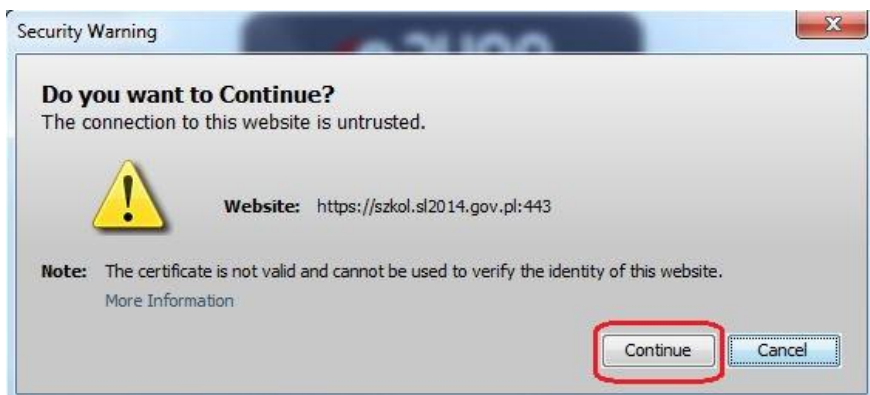 Security Warning
Do you want to Continue?
The connection to this website is untrusted.
Website: https://szkol.sl2014.gov.pl:443
Note: The certificate is not valid and cannot be used to verify the identity of this website.
More Information
Continue Cancel